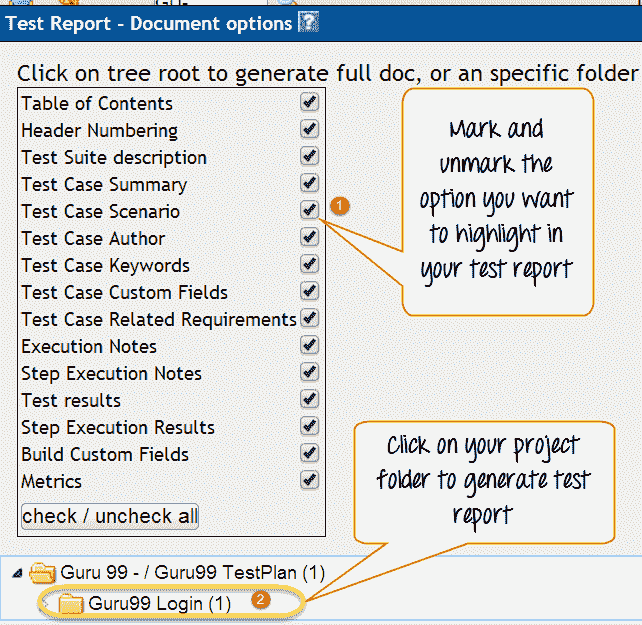 Test Report - Document options ?
Click on tree root to generate full doc, or an specific folder
Table of Contents
Header Numbering
Test Suite description
Test Case Summary
Test Case Scenario
1
Test Case Author
Test Case Keywords
Test Case Custom Fields
Test Case Related Requirements
Execution Notes
Step Execution Notes
Test results
Step Execution Results
Build Custom Fields
Metrics
check / uncheck all
Mark and
unmark the
option you want
to highlight in
your test report
Click on your project
folder to generate test
report
Guru 99 - / Guru99 TestPlan (1)
Guru99 Login (1) 2